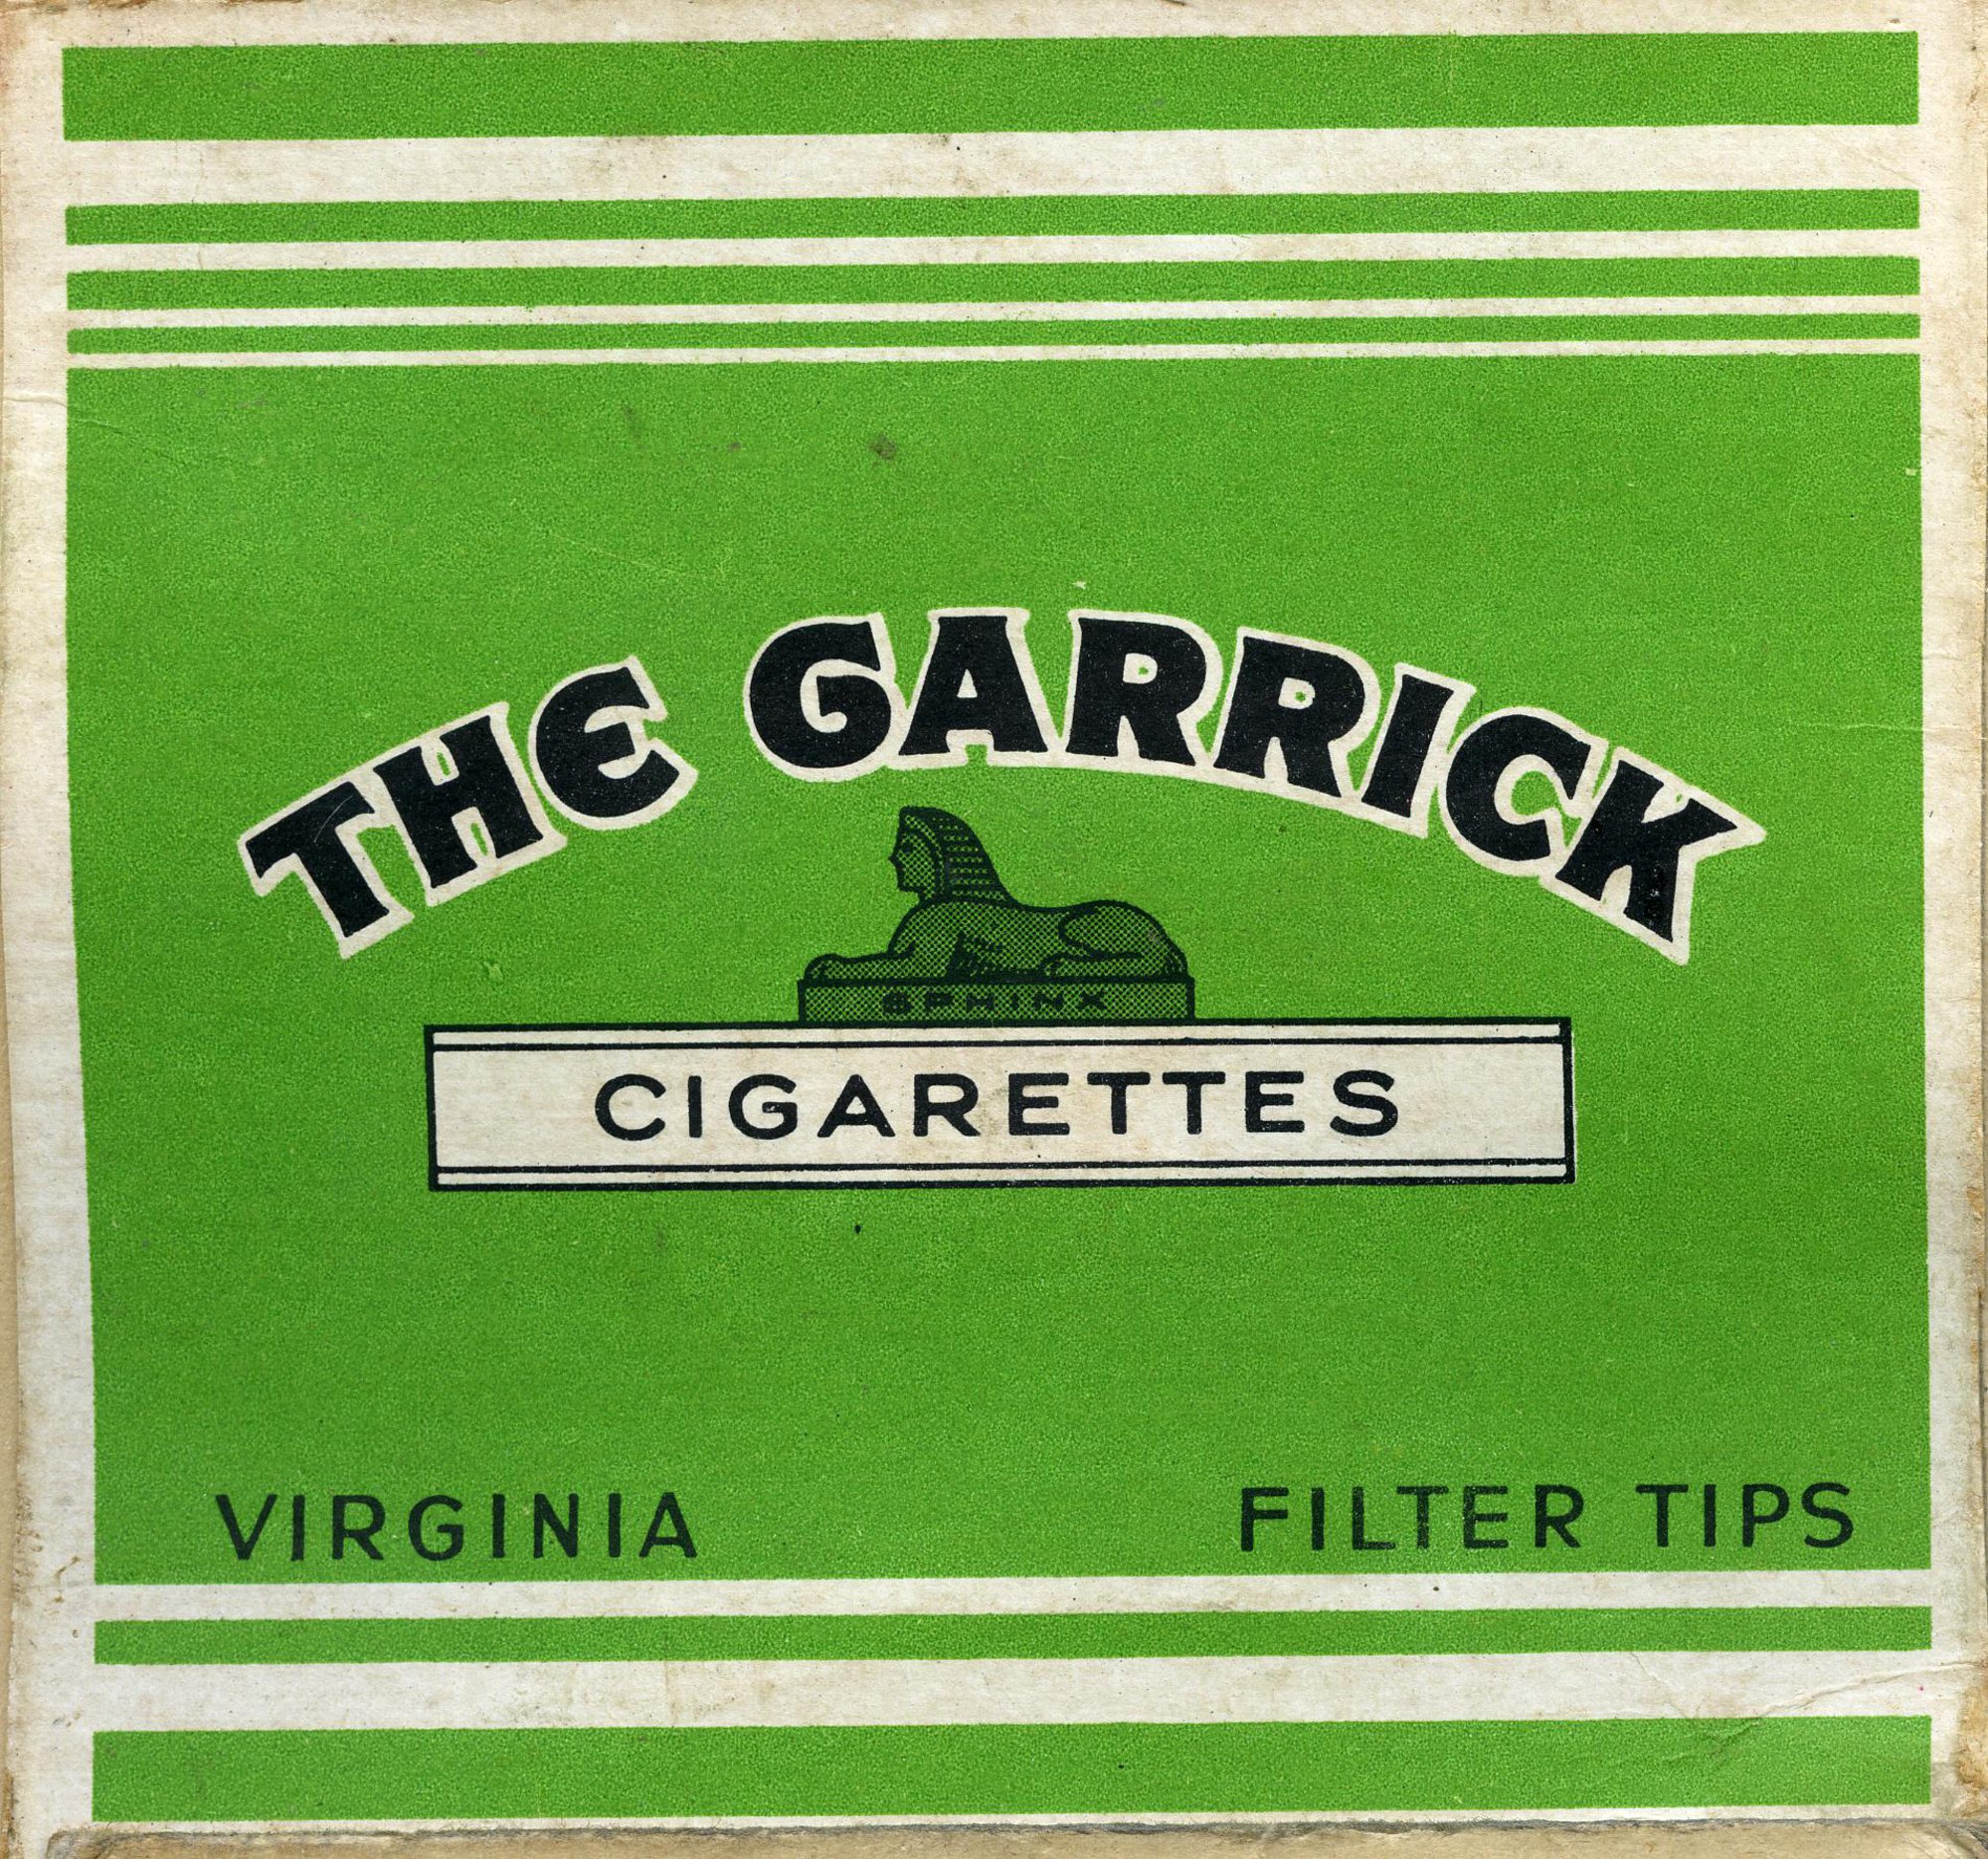 THE GARRICK
SPHINX
CIGARETTES
VIRGINIA FILTER TIPS